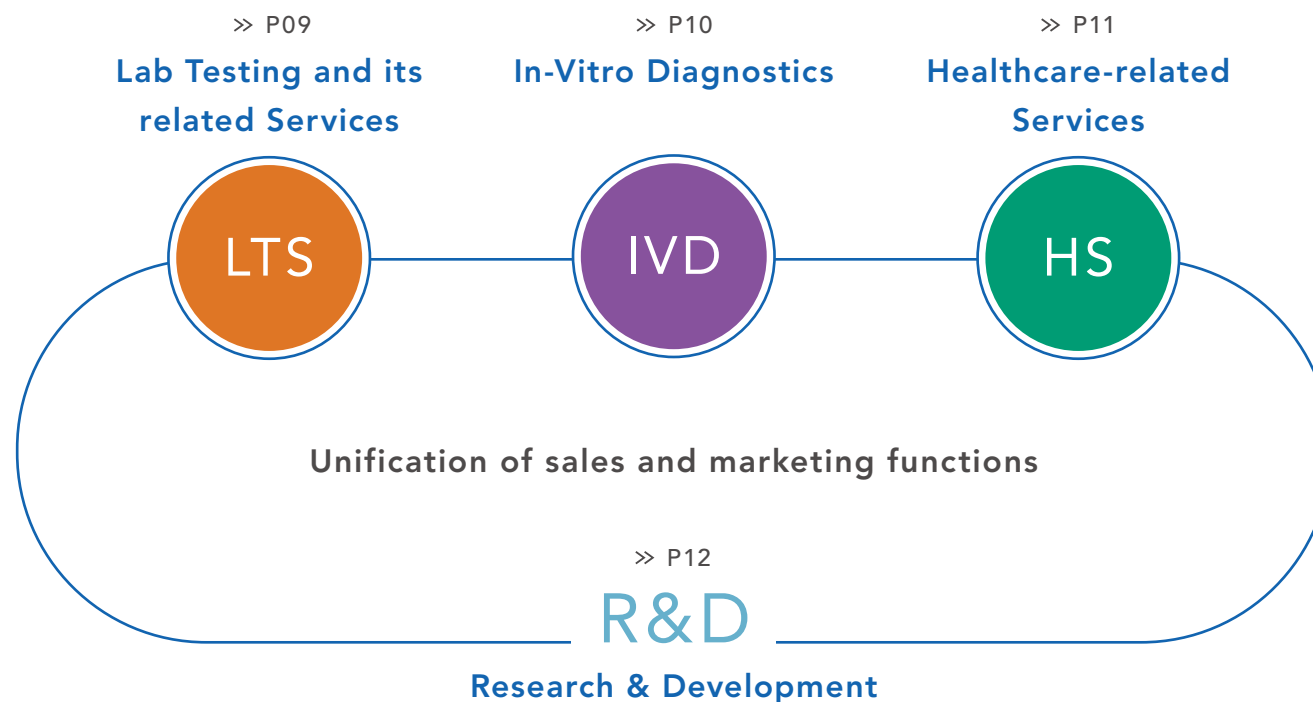 ≫ P09
Lab Testing and its
related Services
LTS
≫ P10
In-Vitro Diagnostics
IVD
≫ P11
Healthcare-related
Services
HS
Unification of sales and marketing functions
≫ P12
R&D
Research & Development